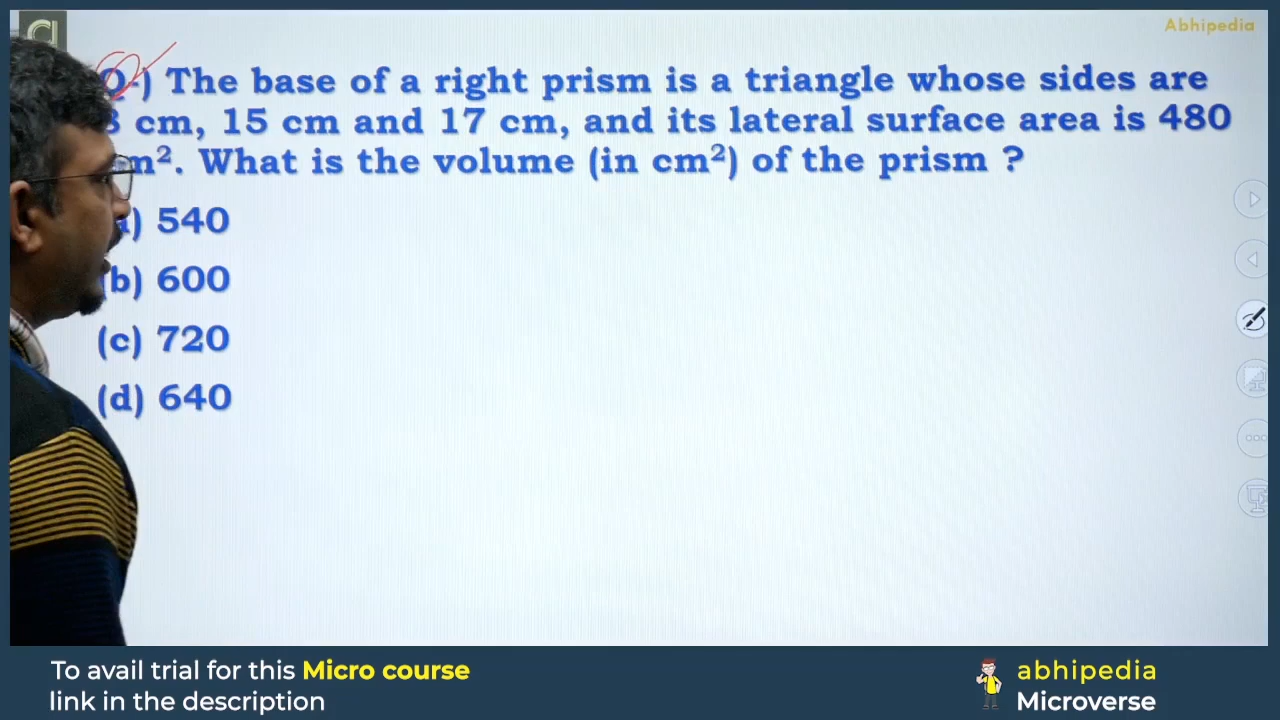 Abhipedia
Q-) The base of a right prism is a triangle whose sides are
8 cm, 15 cm and 17 cm, and its lateral surface area is 480
m². What is the volume (in cm²) of the prism ?
) 540
(b) 600
(c) 720
(d) 640
To avail trial for this Micro course
link in the description
abhipedia
Microverse